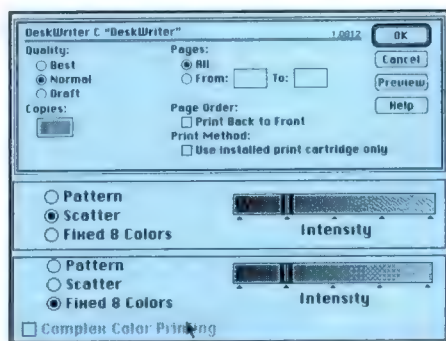 DeskWriter C "DeskWriter" 1.0012 OK
Quality: Pages: Cancel
Best All
Normal From: To: Preview
Draft
Copies: Page Order: Help
Print Back to Front
Print Method:
Use installed print cartridge only
Pattern
Scatter
Fixed 8 Colors Intensity
Pattern
Scatter
Fixed 8 Colors Intensity
Complex Color Printing